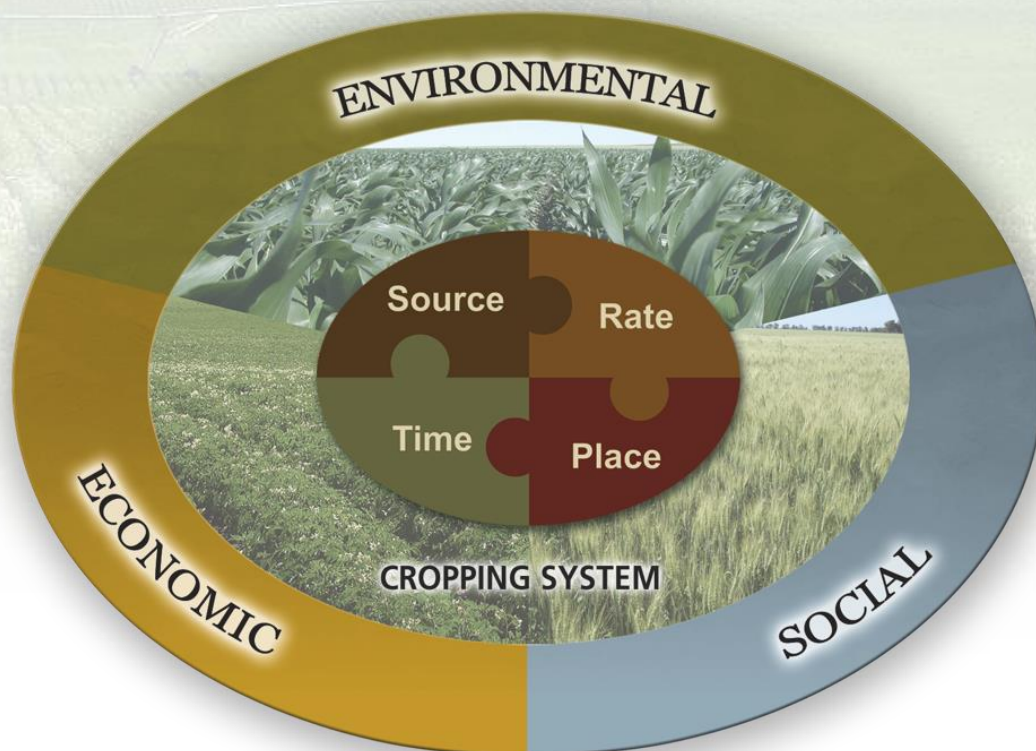 ENVIRONMENTAL
Source
Rate
Time
Place
CROPPING SYSTEM
ECONOMIC
SOCIAL